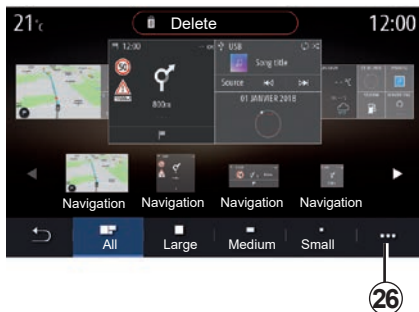 21°c
Delete
12:00
12:00
USB
Song title
Source
800m
01 JANVIER 2018
Navigation Navigation Navigation Navigation
All Large Medium Small
26